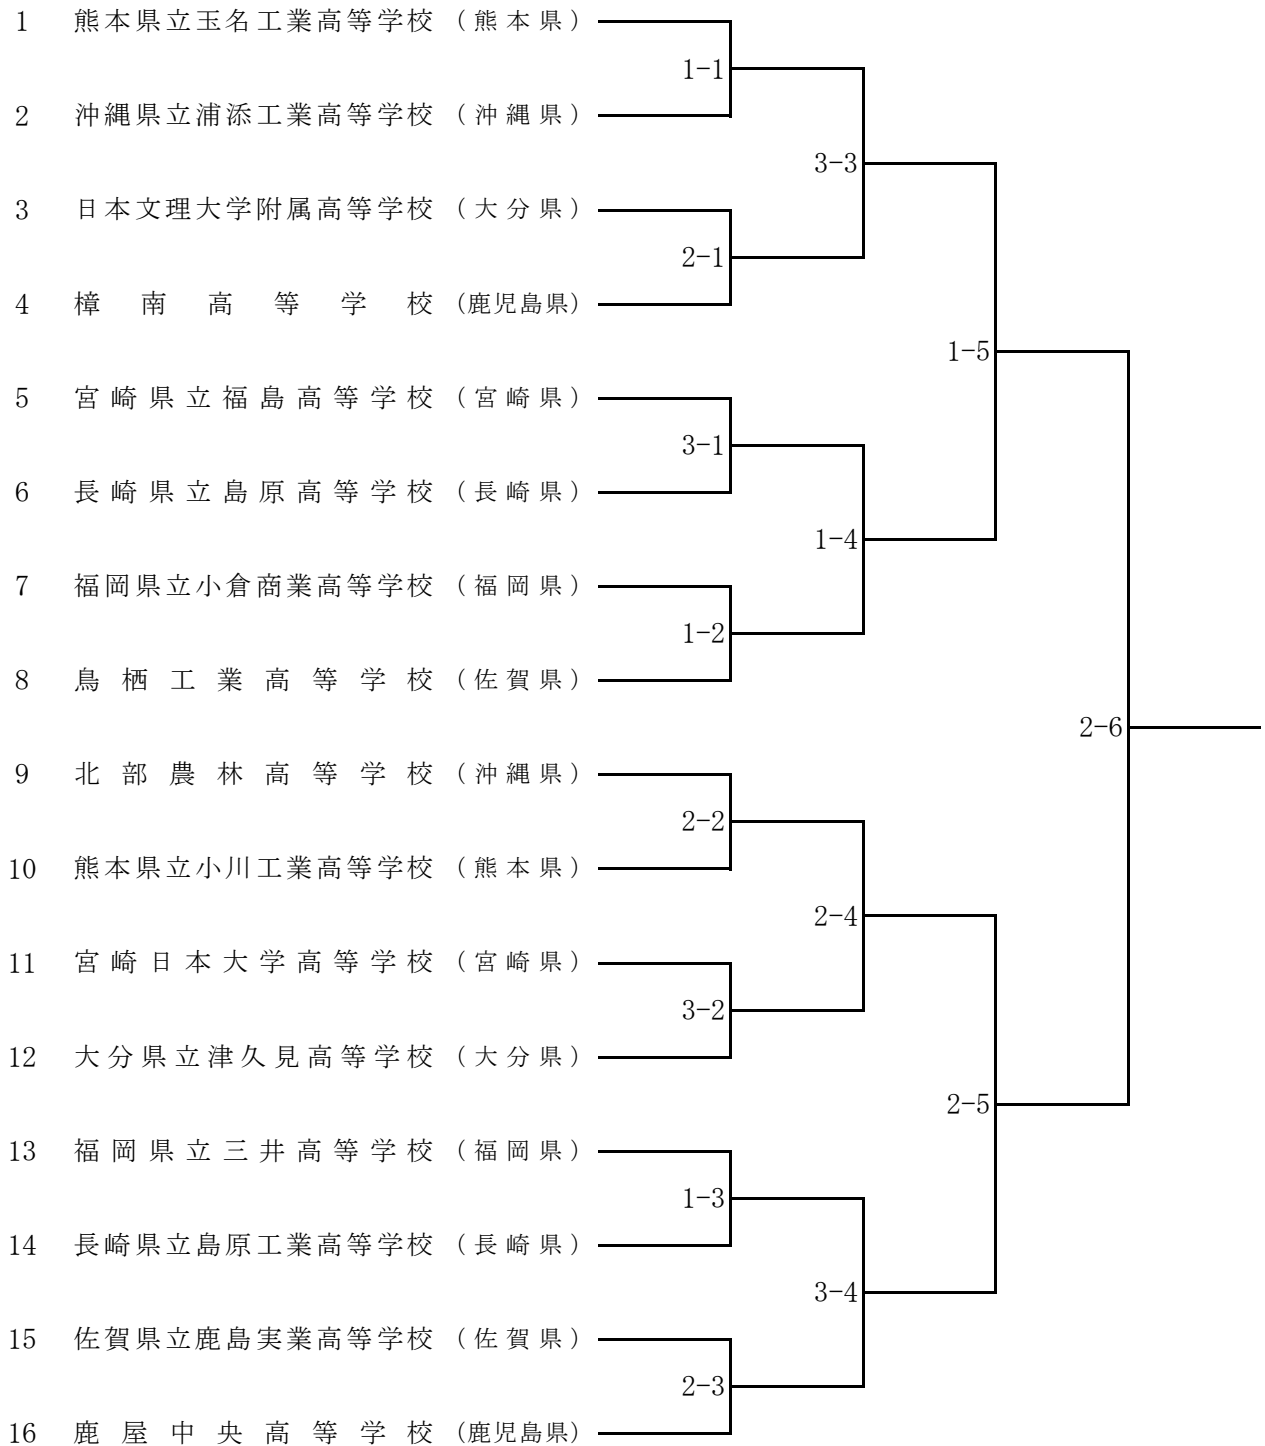 1 熊本県立玉名工業高等学校 (熊本県)
1-1
2 沖縄県立浦添工業高等学校 (沖縄県)
3-3
3 日本文理大学附属高等学校 (大分県)
2-1
4 樟南高等学校 (鹿児島県)
1-5
5 宮崎県立福島高等学校 (宮崎県)
3-1
6 長崎県立島原高等学校 (長崎県)
1-4
7 福岡県立小倉商業高等学校 (福岡県)
1-2
8 鳥栖工業高等学校 (佐賀県)
2-6
9 北部農林高等学校 (沖縄県)
2-2
10 熊本県立小川工業高等学校 (熊本県)
2-4
11 宮崎日本大学高等学校 (宮崎県)
3-2
12 大分県立津久見高等学校 (大分県)
2-5
13 福岡県立三井高等学校 (福岡県)
1-3
14 長崎県立島原工業高等学校 (長崎県)
3-4
15 佐賀県立鹿島実業高等学校 (佐賀県)
2-3
16 鹿屋中央高等学校 (鹿児島県)